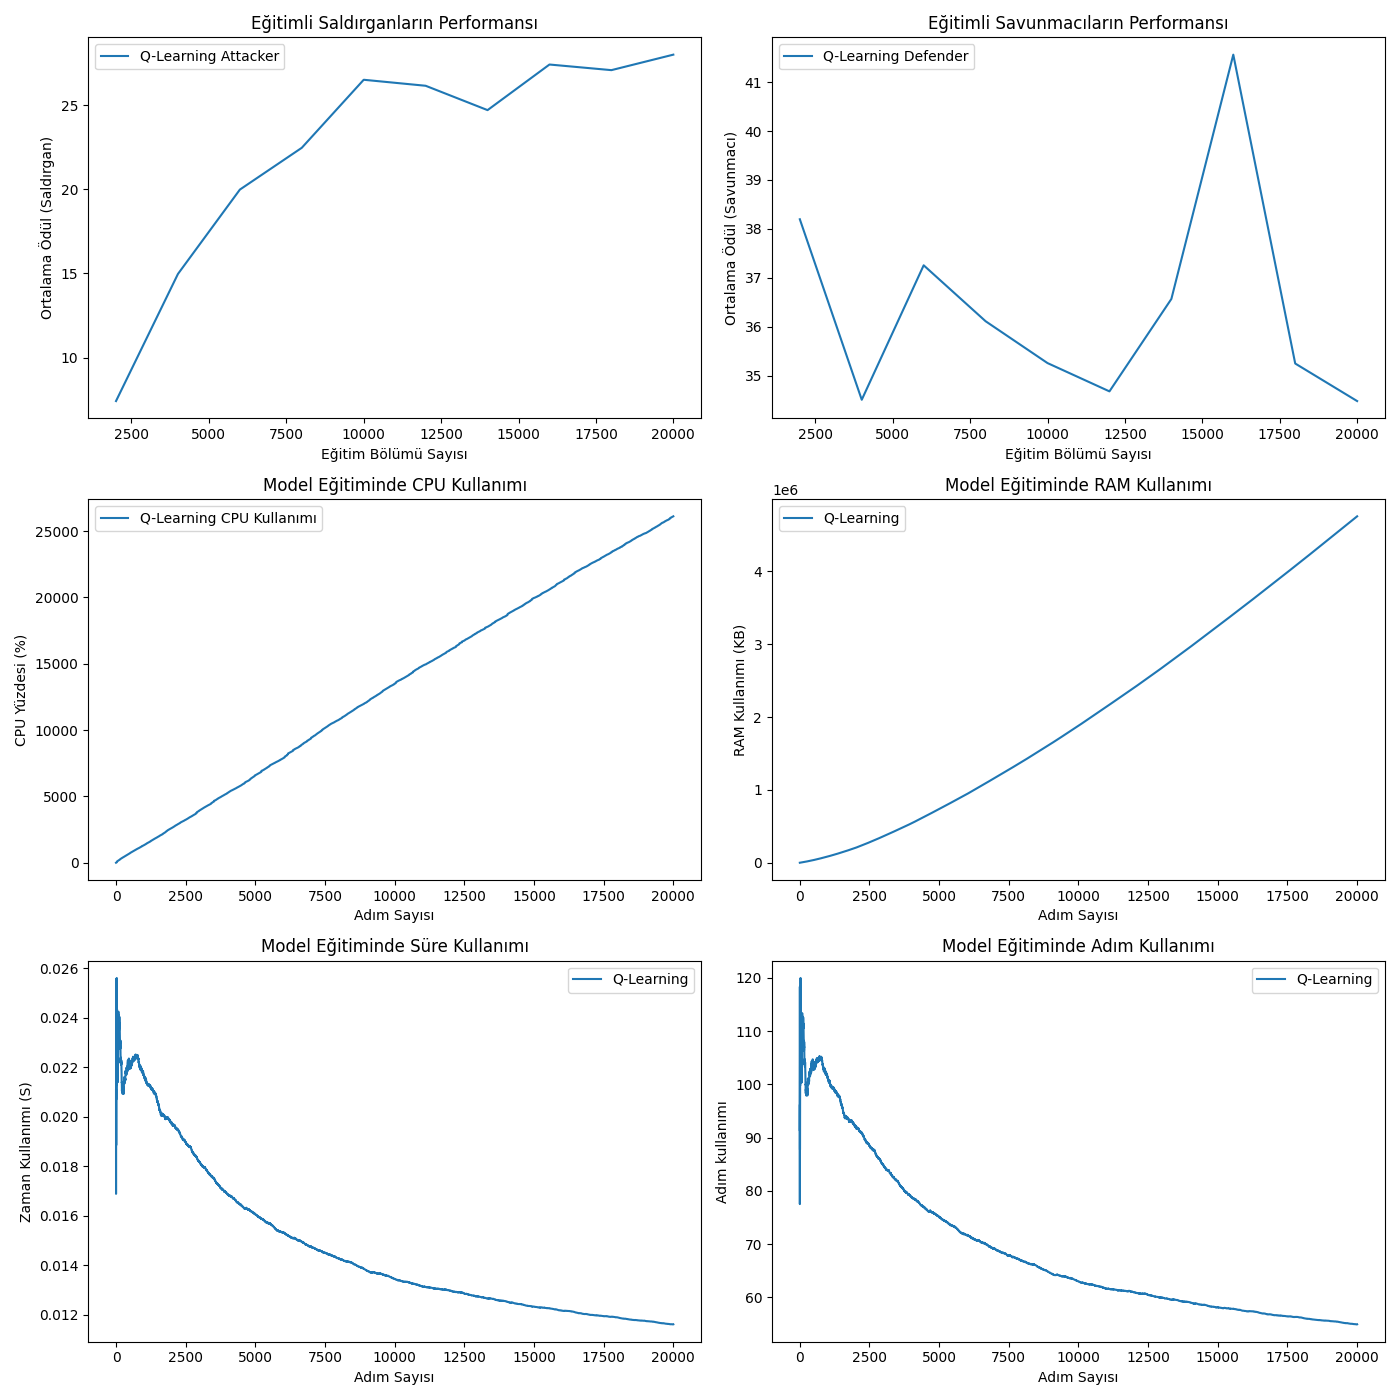 Eğitimli Saldırganların Performansı
Q-Learning Attacker
Ortalama Ödül (Saldırgan)
25
20
15
10
2500 5000 7500 10000 12500 15000 17500 20000
Eğitim Bölümü Sayısı
Eğitimli Savunmacıların Performansı
Q-Learning Defender
Ortalama Ödül (Savunmacı)
41
40
39
38
37
36
35
2500 5000 7500 10000 12500 15000 17500 20000
Eğitim Bölümü Sayısı
Model Eğitiminde CPU Kullanımı
Q-Learning CPU Kullanımı
CPU Yüzdesi (%)
25000
20000
15000
10000
5000
0
0 2500 5000 7500 10000 12500 15000 17500 20000
Adım Sayısı
Model Eğitiminde RAM Kullanımı
1e6
Q-Learning
RAM Kullanımı (KB)
4
3
2
1
0
0 2500 5000 7500 10000 12500 15000 17500 20000
Adım Sayısı
Model Eğitiminde Süre Kullanımı
Q-Learning
Zaman Kullanımı (S)
0.026
0.024
0.022
0.020
0.018
0.016
0.014
0.012
0 2500 5000 7500 10000 12500 15000 17500 20000
Adım Sayısı
Model Eğitiminde Adım Kullanımı
Q-Learning
Adım kullanımı
120
110
100
90
80
70
60
0 2500 5000 7500 10000 12500 15000 17500 20000
Adım Sayısı